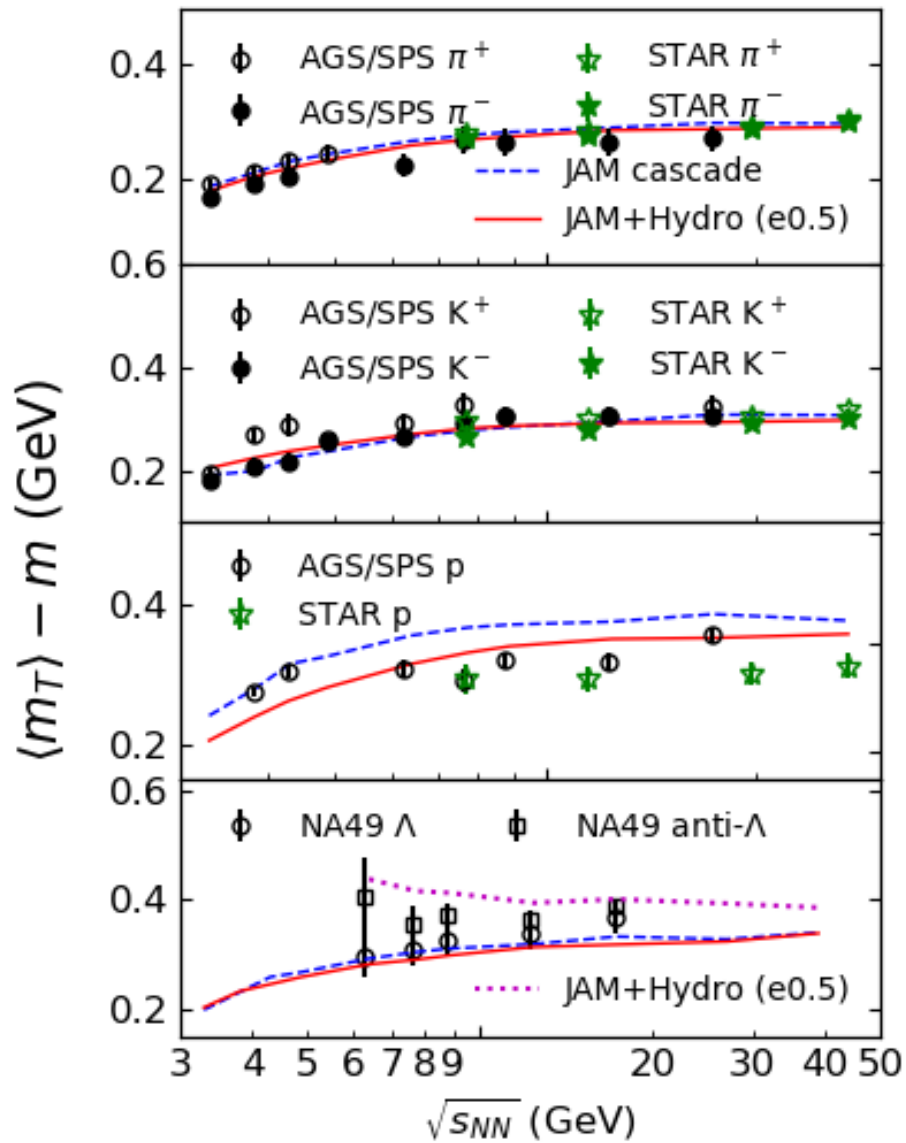 0.4
AGS/SPS π⁺ STAR π⁺
AGS/SPS π⁻ STAR π⁻
0.2
JAM cascade
JAM+Hydro (e0.5)
0.6
AGS/SPS K⁺ STAR K⁺
0.4
AGS/SPS K⁻ STAR K⁻
0.2
⟨m_T⟩ − m (GeV)
AGS/SPS p
0.4
STAR p
0.2
0.6
NA49 Λ NA49 anti-Λ
0.4
JAM+Hydro (e0.5)
0.2
3 4 5 6 7 8 9 20 30 40 50
√s_NN (GeV)